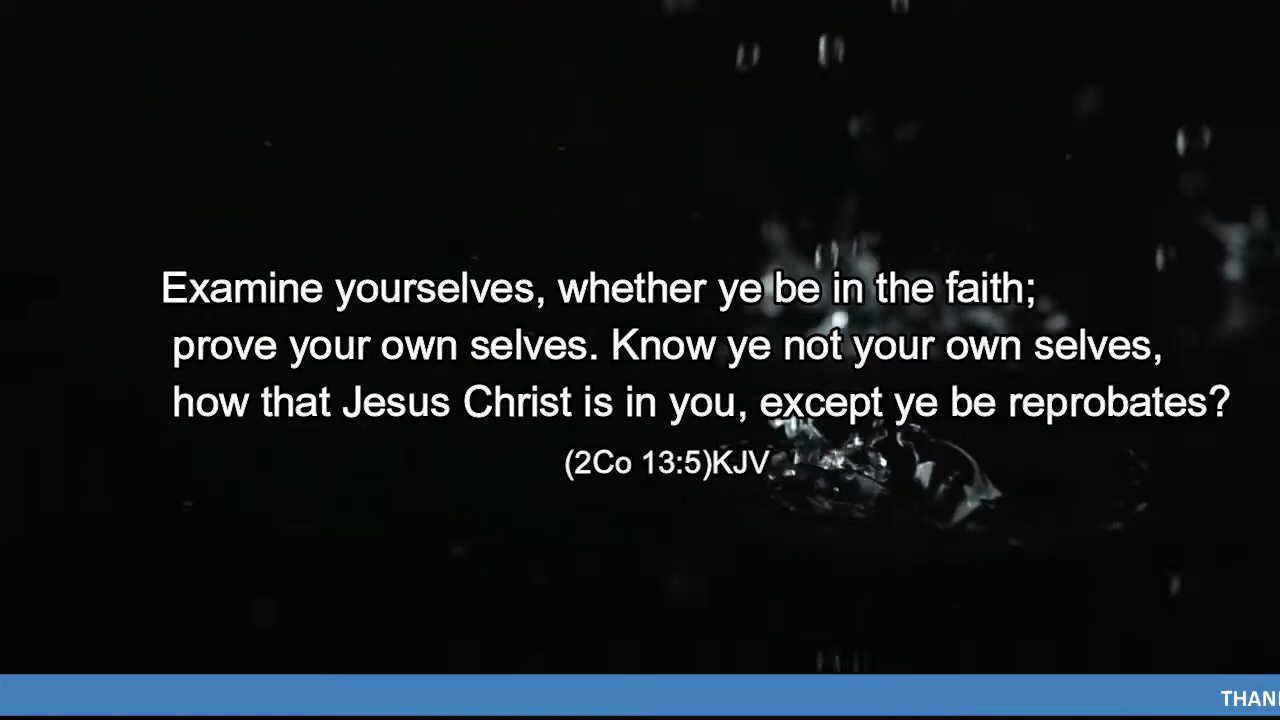 Examine yourselves, whether ye be in the faith;
prove your own selves. Know ye not your own selves,
how that Jesus Christ is in you, except ye be reprobates?
(2Co 13:5)KJV